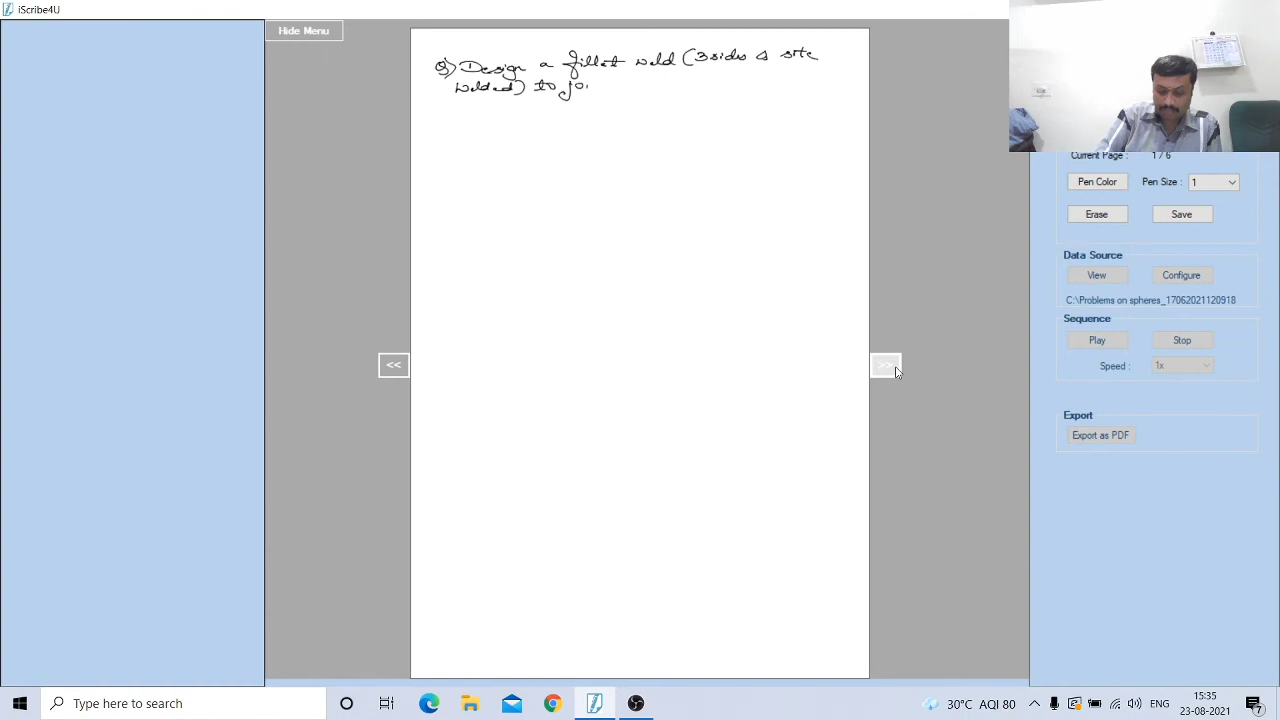 iScribe4U
Hide Menu
Q) Design a fillet weld (3 sides & site
welded) to jo
Current Page : 1 / 6
Pen Color Pen Size : 1
Erase Save
Data Source
View Configure
C:\Problems on spheres_17062021120918
Sequence
Play Stop
Speed : 1x
Export
Export as PDF
<< >>
Type here to search
30°C AQI 80 ENG 15:35
23-08-2021
7